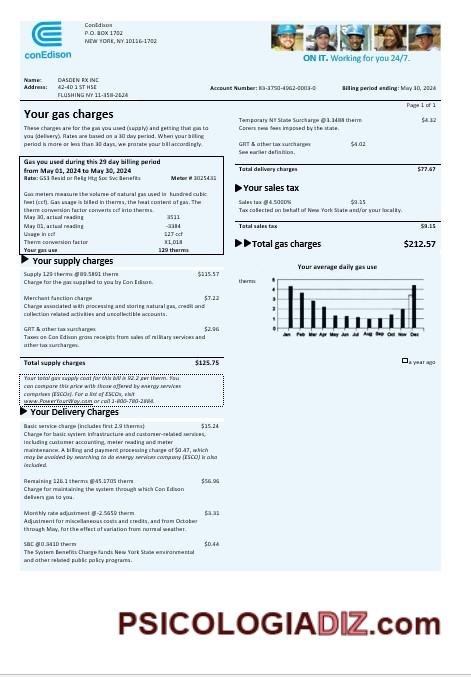 ConEdison
P.O. BOX 1702
NEW YORK, NY 10116-1702
conEdison
ON IT. Working for you 24/7.
Name: DASDEN RX INC
Address: 42-40 1 ST HSE
FLUSHING NY 11-358-2624
Account Number: 83-3750-4962-0003-0
Billing period ending: May 30, 2024
Page 1 of 1
Your gas charges
These charges are for the gas you used (supply) and getting that gas to
you (delivery). Rates are based on a 30 day period. When your billing
period is more or less than 30 days, we prorate your bill accordingly.
Gas you used during this 29 day billing period
from May 01, 2024 to May 30, 2024
Rate: GS3 Resid or Relig Htg Soc Svc Benefits Meter # 3025431
Gas meters measure the volume of natural gas used in hundred cubic
feet (ccf). Gas usage is billed in therms, the heat content of gas. The
therm conversion factor converts ccf into therms.
May 30, actual reading 3511
May 01, actual reading -3384
Usage in ccf 127 ccf
Therm conversion factor X1,018
Your gas use 129 therms
Your supply charges
Supply 129 therms @89.5891 therm $115.57
Charge for the gas supplied to you by Con Edison.
Merchant function charge $7.22
Charge associated with processing and storing natural gas, credit and
collection related activities and uncollectible accounts.
GRT & other tax surcharges $2.96
Taxes on Con Edison gross receipts from sales of military services and
other tax surcharges.
Total supply charges $125.75
Your total gas supply cost for this bill is 92.2 per therm. You
can compare this price with those offered by energy services
comprises (ESCOs). For a list of ESCOs, visit
www.PowerYourWay.com or call 1-800-780-2884.
Your Delivery Charges
Basic service charge (includes first 2.9 therms) $15.24
Charge for basic system infrastructure and customer-related services,
including customer accounting, meter reading and meter
maintenance. A billing and payment processing charge of $0.47, which
may be avoided by searching to do energy services company (ESCO) is also
included.
Remaining 126.1 therms @45.1705 therm $56.96
Charge for maintaining the system through which Con Edison
delivers gas to you.
Monthly rate adjustment @-2.5659 therm $3.31
Adjustment for miscellaneous costs and credits, and from October
through May, for the effect of variation from normal weather.
SBC @0.3410 therm $0.44
The System Benefits Charge funds New York State environmental
and other related public policy programs.
Temporary NY State Surcharge @3.3488 therm $4.32
Corers new fees imposed by the state.
GRT & other tax surcharges $4.02
See earlier definition.
Total delivery charges $77.67
Your sales tax
Sales tax @4.5000% $9.15
Tax collected on behalf of New York State and/or your locality.
Total sales tax $9.15
Total gas charges $212.57
Your average daily gas use
therms
5
4
3
2
1
0
Jan Feb Mar Apr May Jun Jul Aug Sep Oct Nov Dec
a year ago
PSICOLOGIADIZ.com